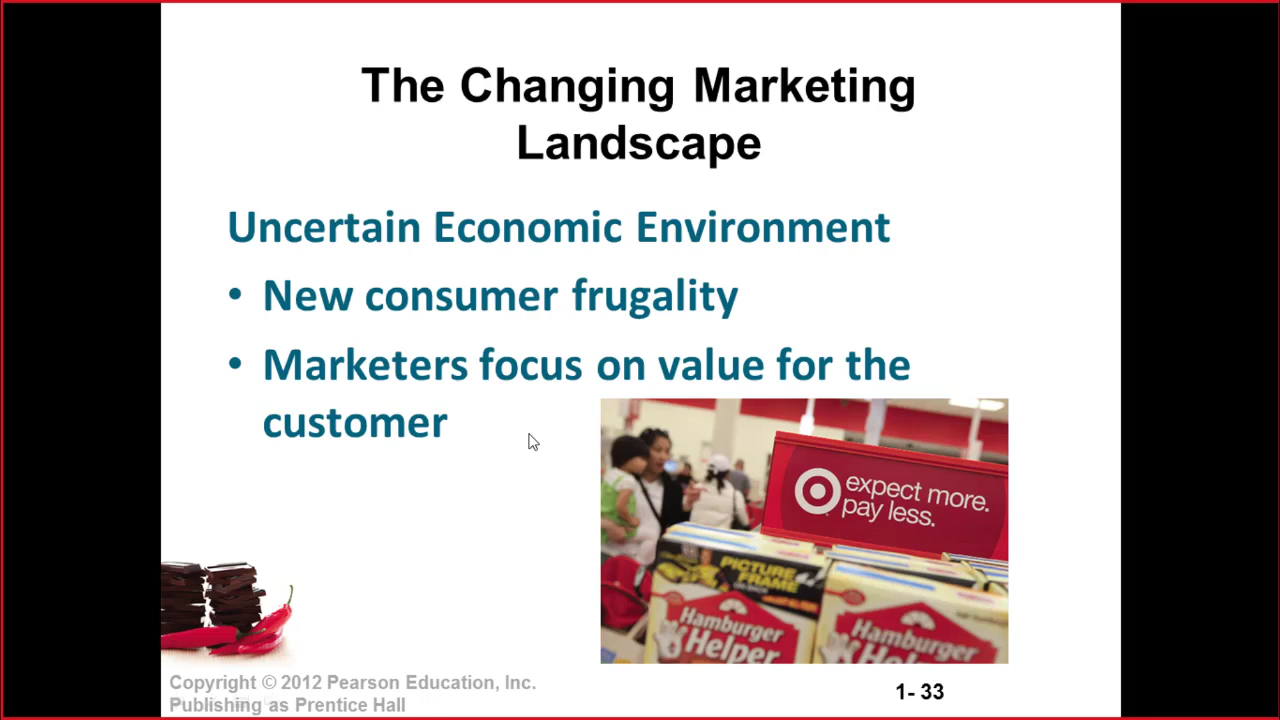 The Changing Marketing
Landscape
Uncertain Economic Environment
• New consumer frugality
• Marketers focus on value for the
customer
expect more.
pay less.
PICTURE
FRAME
Hamburger
Helper
Hamburger
Copyright © 2012 Pearson Education, Inc.
Publishing as Prentice Hall
1- 33